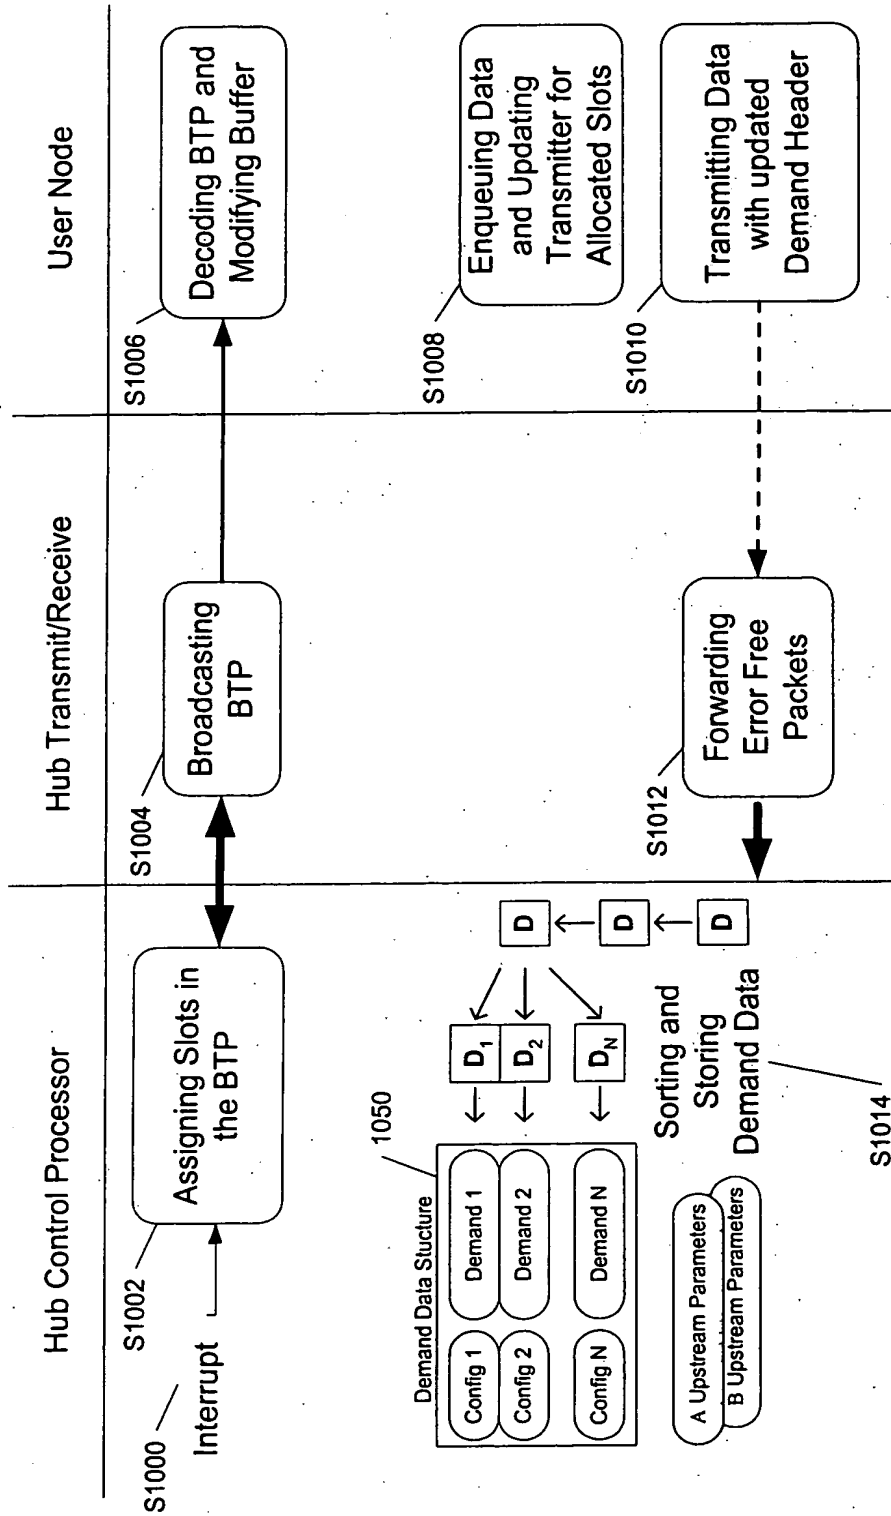 Hub Control Processor
Hub Transmit/Receive
User Node
S1000
Interrupt
S1002
Assigning Slots in
the BTP
S1004
Broadcasting
BTP
S1006
Decoding BTP and
Modifying Buffer
S1008
Enqueuing Data
and Updating
Transmitter for
Allocated Slots
S1010
Transmitting Data
with updated
Demand Header
S1012
Forwarding
Error Free
Packets
Demand Data Stucture
1050
Config 1
Demand 1
D1
Config 2
Demand 2
D2
Config N
Demand N
DN
D
D
D
Sorting and
Storing
Demand Data
S1014
A Upstream Parameters
B Upstream Parameters